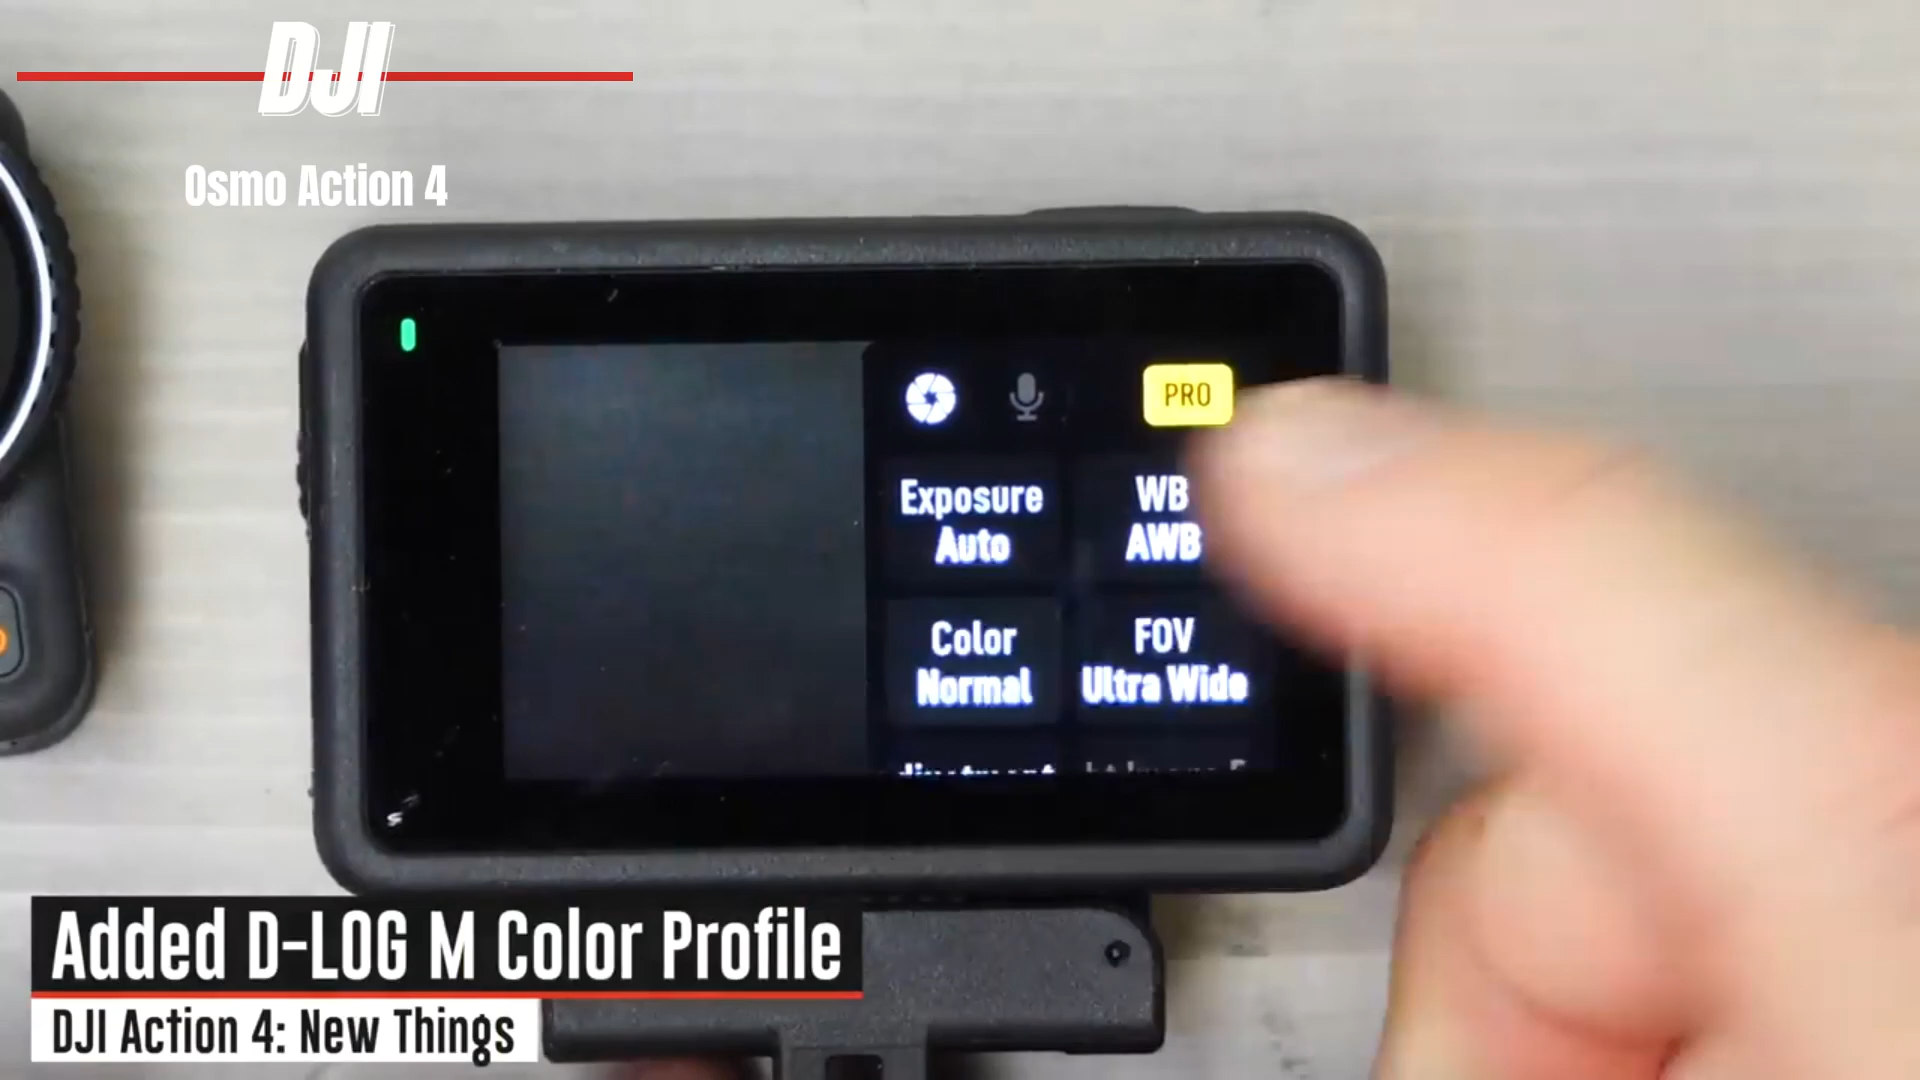 DJI
Osmo Action 4
PRO
Exposure
Auto
WB
AWB
Color
Normal
FOV
Ultra Wide
Added D-LOG M Color Profile
DJI Action 4: New Things